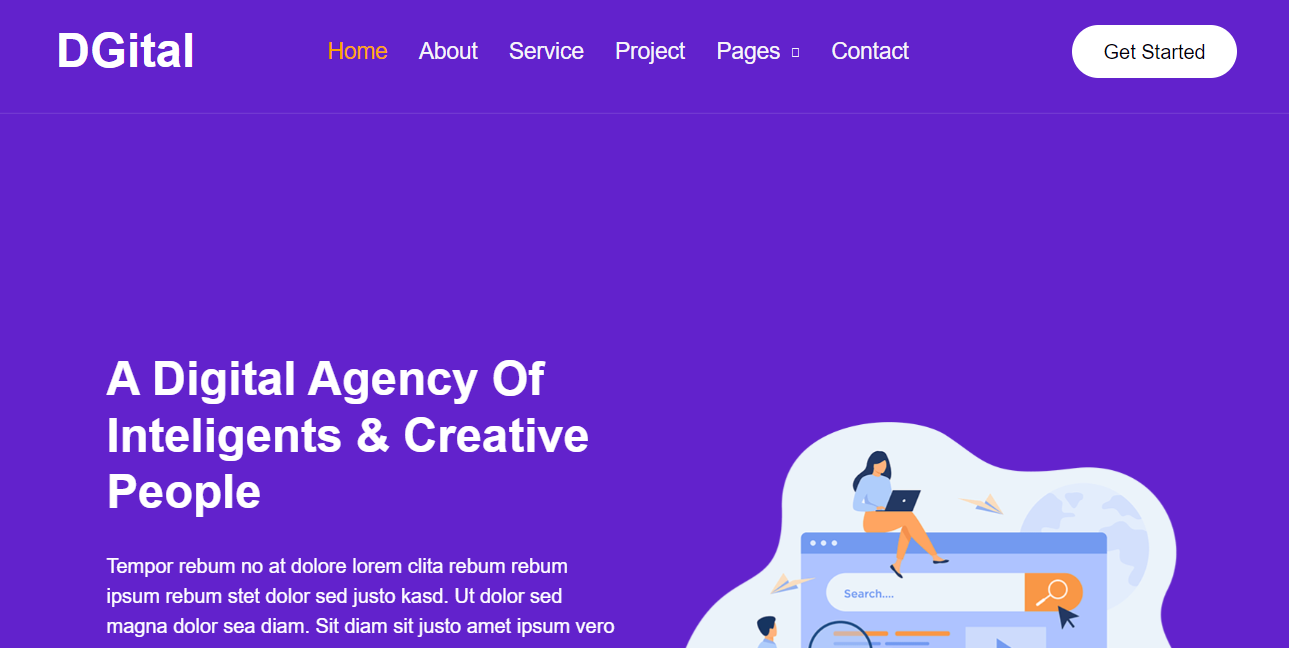 DGital
Home About Service Project Pages Contact
Get Started
A Digital Agency Of
Inteligents & Creative
People
Tempor rebum no at dolore lorem clita rebum rebum
ipsum rebum stet dolor sed justo kasd. Ut dolor sed
magna dolor sea diam. Sit diam sit justo amet ipsum vero
Search....